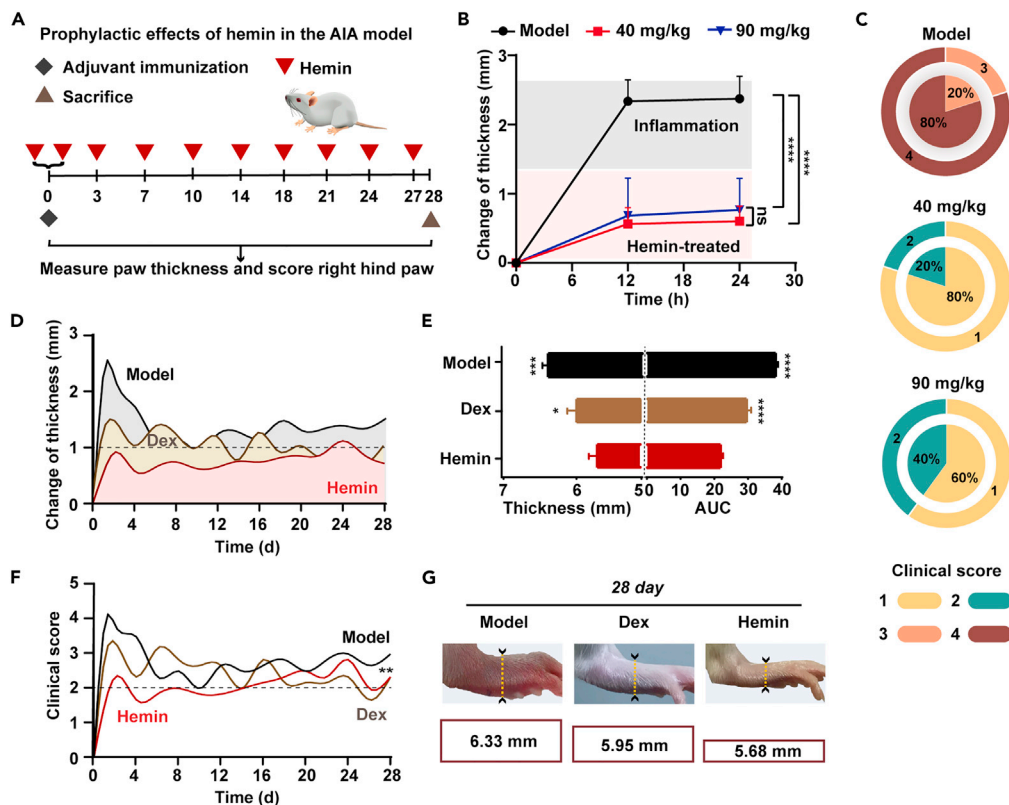 A
Prophylactic effects of hemin in the AIA model
Adjuvant immunization
Hemin
Sacrifice
0 3 7 10 14 18 21 24 27 28
Measure paw thickness and score right hind paw
B
Model 40 mg/kg 90 mg/kg
Change of thickness (mm)
3
2
1
0
Inflammation
Hemin-treated
****
****
ns
0 6 12 18 24 30
Time (h)
C
Model
3
20%
80%
4
40 mg/kg
2
20%
80%
1
90 mg/kg
2
40%
60%
1
Clinical score
1 2
3 4
D
Change of thickness (mm)
3
2
1
0
Model
Dex
Hemin
0 4 8 12 16 20 24 28
Time (d)
E
Model
***
****
Dex
*
****
Hemin
7 6 50 10 20 30 40
Thickness (mm) AUC
F
Clinical score
5
4
3
2
1
0
Model
**
Hemin
Dex
0 4 8 12 16 20 24 28
Time (d)
G
28 day
Model Dex Hemin
6.33 mm 5.95 mm 5.68 mm